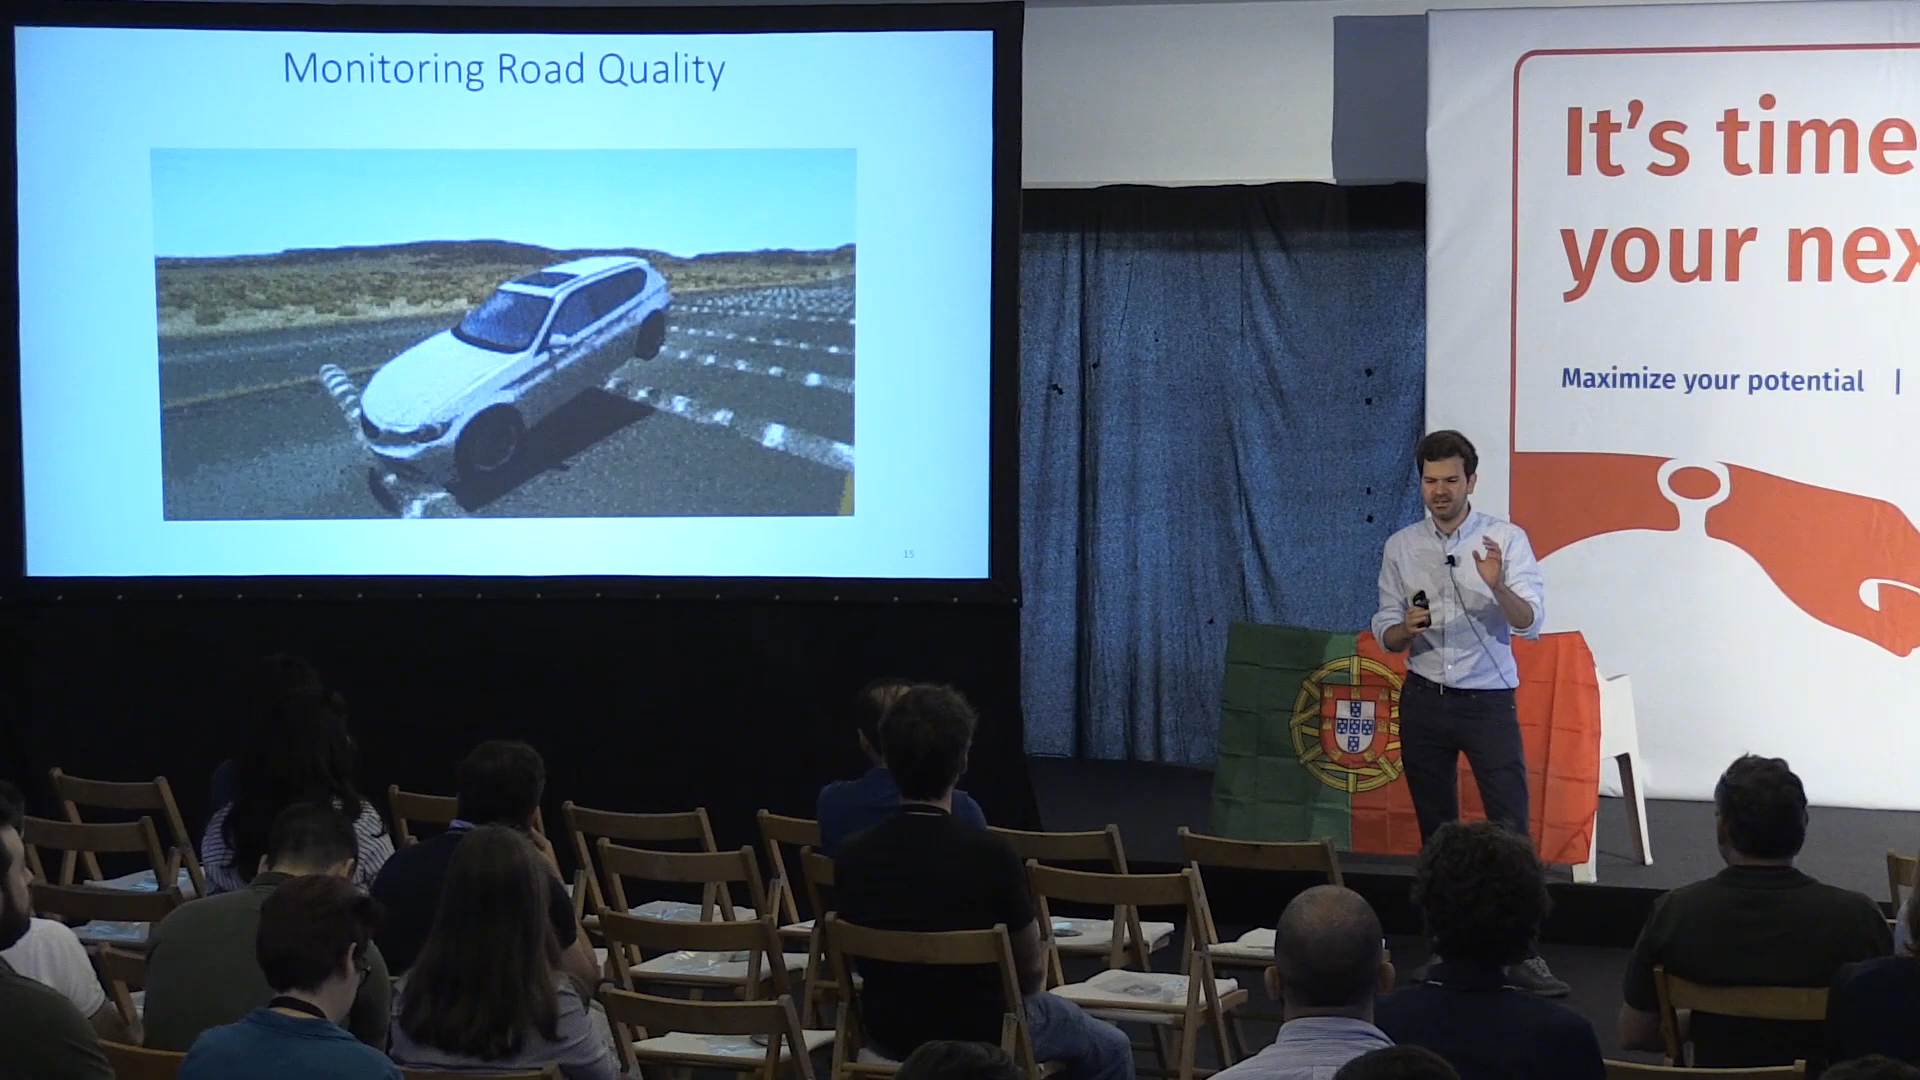 Monitoring Road Quality
15
It's time
your nex
Maximize your potential |